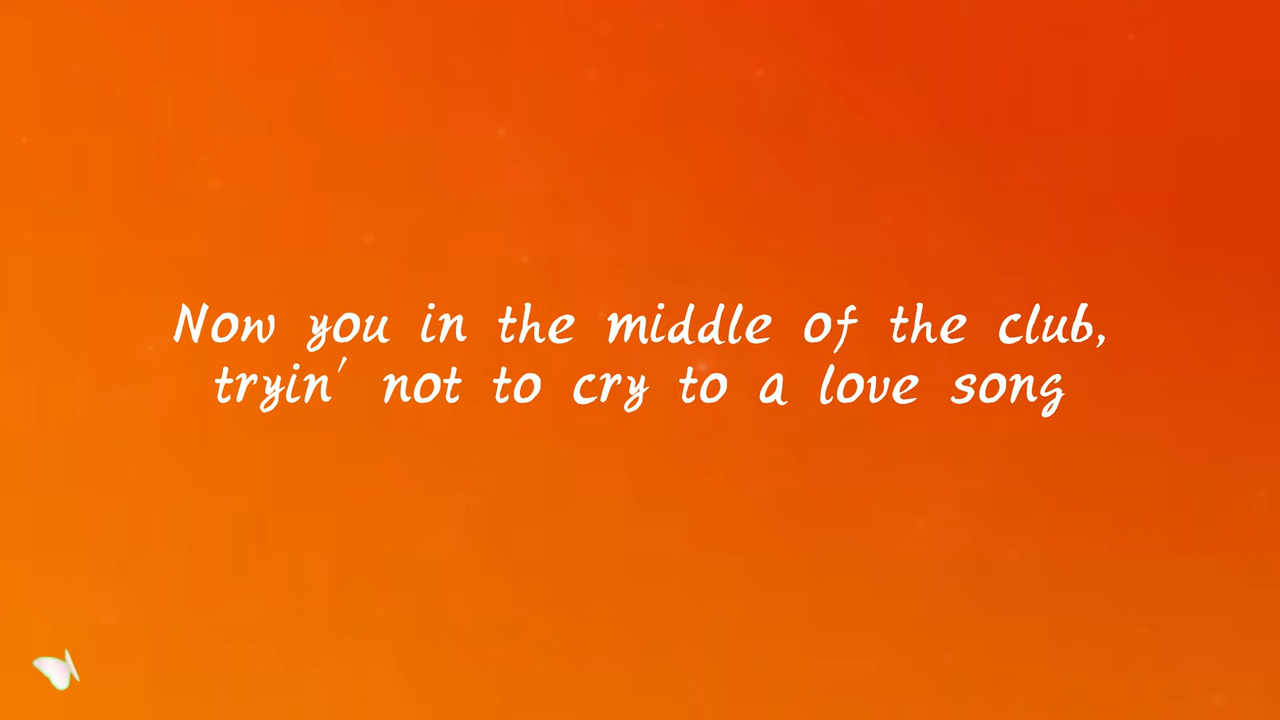 Now you in the middle of the club,
tryin' not to cry to a love song